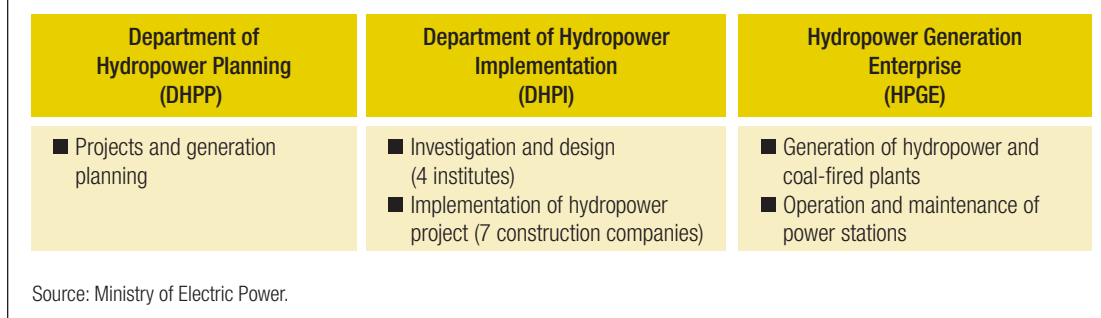 Department of
Hydropower Planning
(DHPP)
Department of Hydropower
Implementation
(DHPI)
Hydropower Generation
Enterprise
(HPGE)
■ Projects and generation
planning
■ Investigation and design
(4 institutes)
■ Implementation of hydropower
project (7 construction companies)
■ Generation of hydropower and
coal-fired plants
■ Operation and maintenance of
power stations
Source: Ministry of Electric Power.